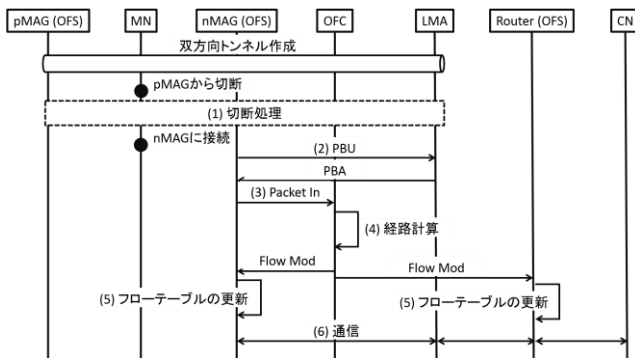 pMAG (OFS)
MN
nMAG (OFS)
OFC
LMA
Router (OFS)
CN
双方向トンネル作成
pMAGから切断
(1) 切断処理
nMAGに接続
(2) PBU
PBA
(3) Packet In
(4) 経路計算
Flow Mod
Flow Mod
(5) フローテーブルの更新
(5) フローテーブルの更新
(6) 通信